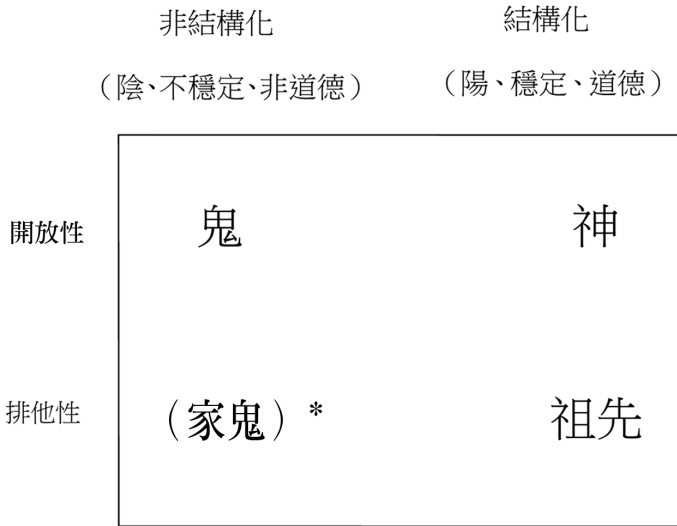 非結構化 結構化
（陰、不穩定、非道德） （陽、穩定、道德）
開放性 鬼 神
排他性 （家鬼）* 祖先